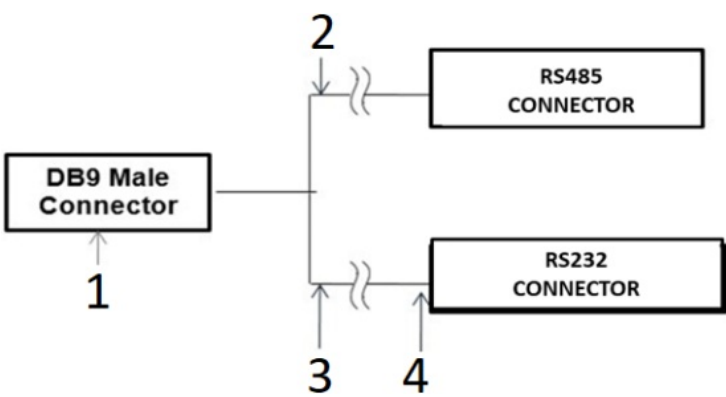 2
RS485
CONNECTOR
DB9 Male
Connector
1
RS232
CONNECTOR
3
4